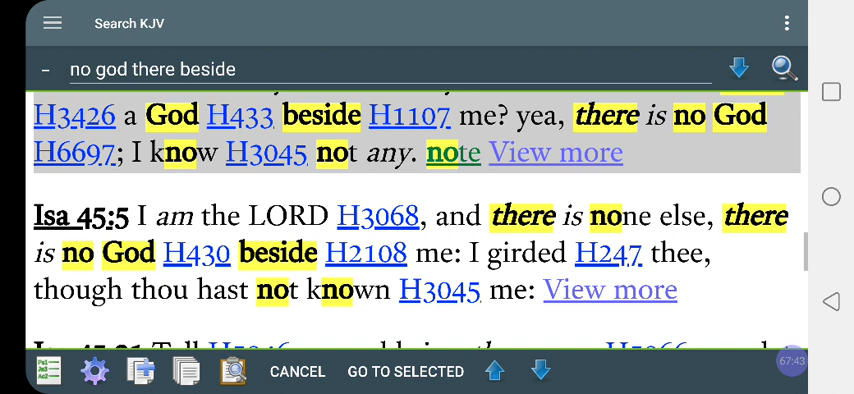 Search KJV
– no god there beside
H3426 a God H433 beside H1107 me? yea, there is no God
H6697; I know H3045 not any. note View more
Isa 45:5 I am the LORD H3068, and there is none else, there
is no God H430 beside H2108 me: I girded H247 thee,
though thou hast not known H3045 me: View more
CANCEL GO TO SELECTED
67:43